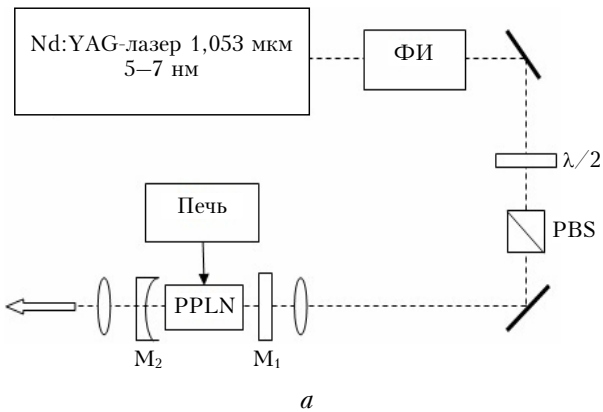 Nd:YAG-лазер 1,053 мкм
5–7 нм
ФИ
λ/2
Печь
PBS
PPLN
M₂
M₁
а